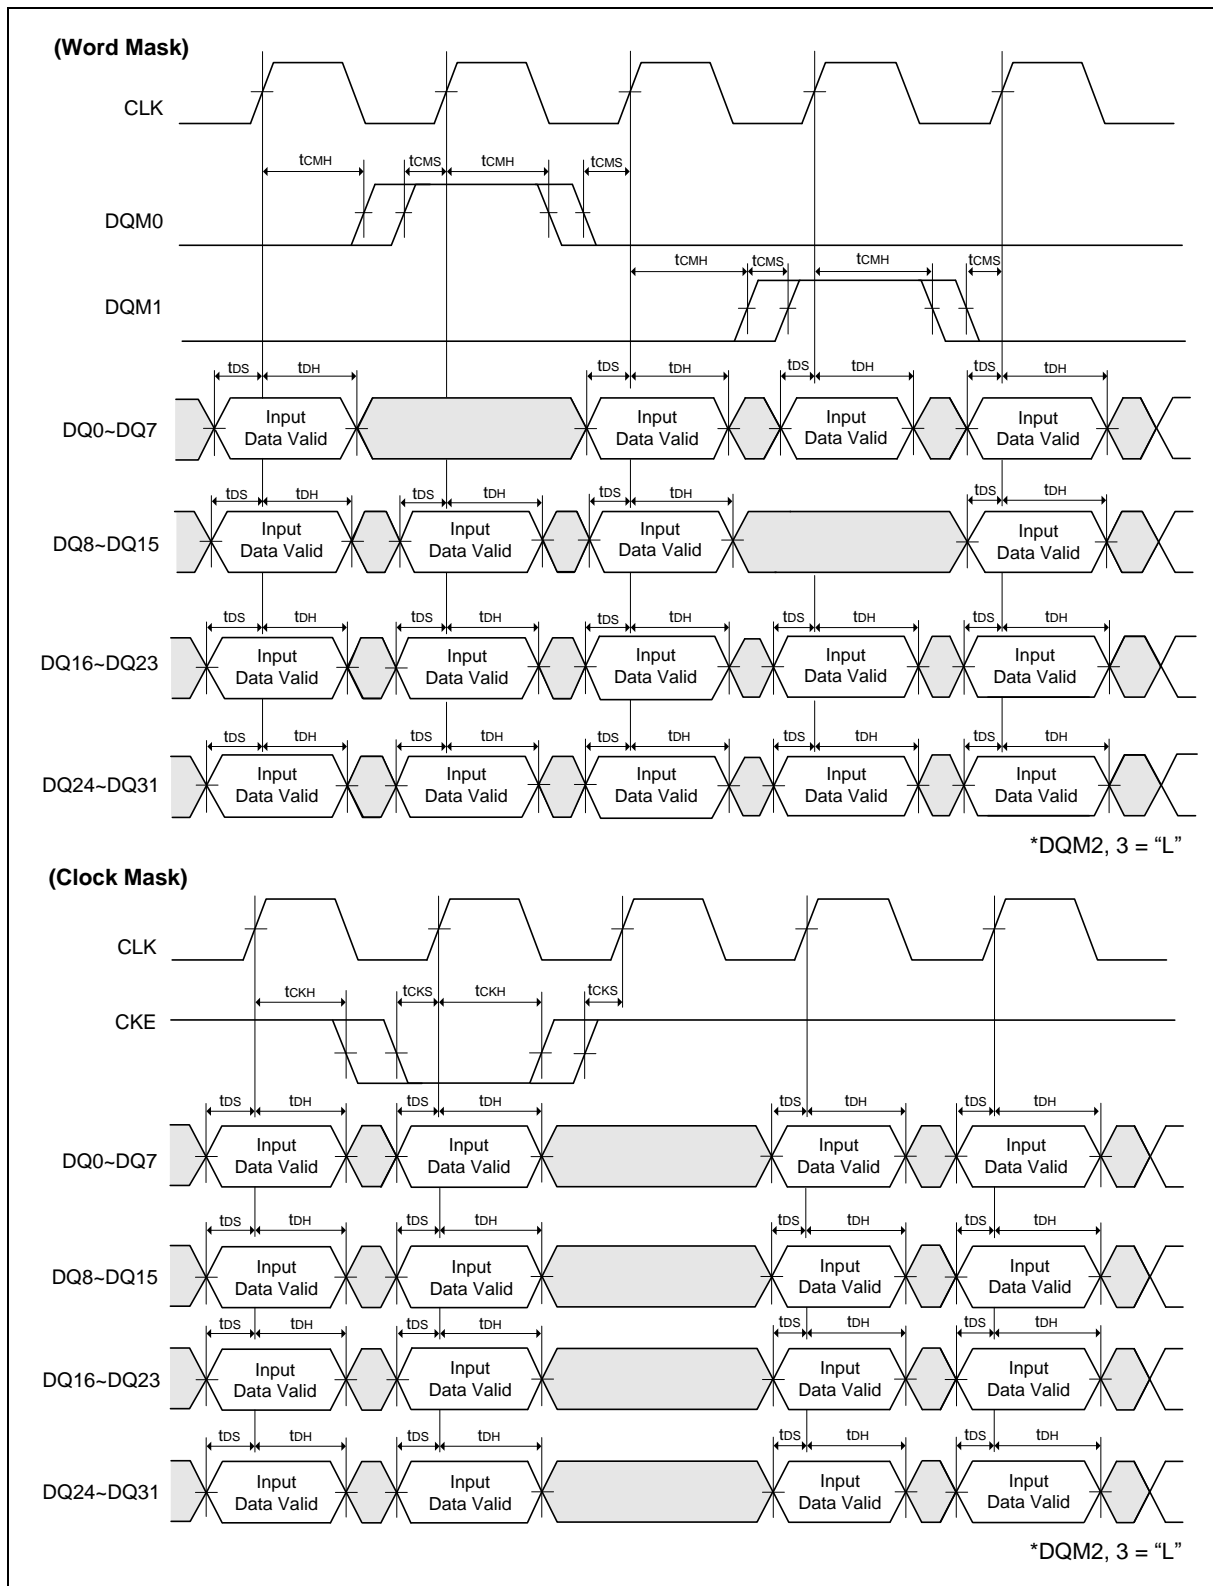 (Word Mask)
CLK
tCMH tCMS tCMH tCMS
DQM0
tCMH tCMS tCMH tCMS
DQM1
tDS tDH tDS tDH tDS tDH tDS tDH
DQ0~DQ7
Input Data Valid
Input Data Valid
Input Data Valid
Input Data Valid
tDS tDH tDS tDH tDS tDH tDS tDH
DQ8~DQ15
Input Data Valid
Input Data Valid
Input Data Valid
Input Data Valid
tDS tDH tDS tDH tDS tDH tDS tDH tDS tDH
DQ16~DQ23
Input Data Valid
Input Data Valid
Input Data Valid
Input Data Valid
Input Data Valid
tDS tDH tDS tDH tDS tDH tDS tDH tDS tDH
DQ24~DQ31
Input Data Valid
Input Data Valid
Input Data Valid
Input Data Valid
Input Data Valid
*DQM2, 3 = “L”
(Clock Mask)
CLK
tCKH tCKS tCKH tCKS
CKE
tDS tDH tDS tDH tDS tDH tDS tDH
DQ0~DQ7
Input Data Valid
Input Data Valid
Input Data Valid
Input Data Valid
tDS tDH tDS tDH tDS tDH tDS tDH
DQ8~DQ15
Input Data Valid
Input Data Valid
Input Data Valid
Input Data Valid
tDS tDH tDS tDH tDS tDH tDS tDH
DQ16~DQ23
Input Data Valid
Input Data Valid
Input Data Valid
Input Data Valid
tDS tDH tDS tDH tDS tDH tDS tDH
DQ24~DQ31
Input Data Valid
Input Data Valid
Input Data Valid
Input Data Valid
*DQM2, 3 = “L”